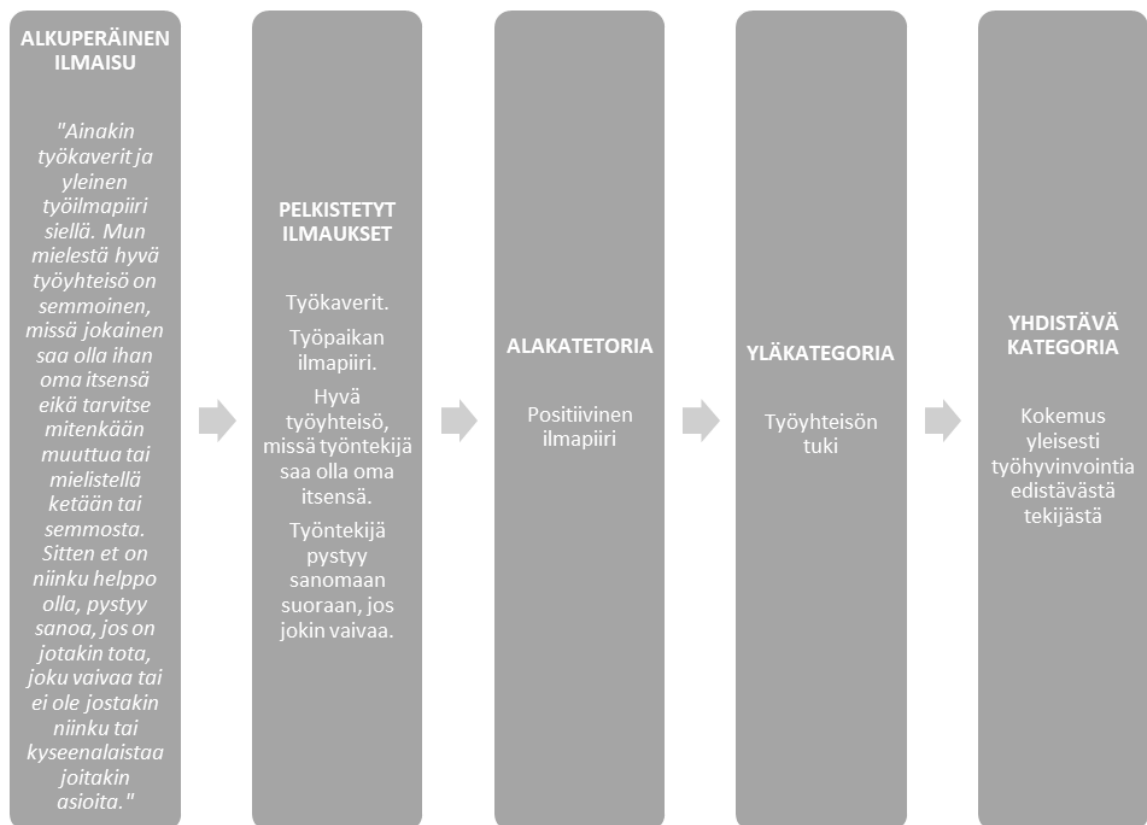 ALKUPERÄINEN
ILMAISU
"Ainakin
työkaverit ja
yleinen
työilmapiiri
siellä. Mun
mielestä hyvä
työyhteisö on
semmoinen,
missä jokainen
saa olla ihan
oma itsensä
eikä tarvitse
mitenkään
muuttua tai
mielistellä
ketään tai
semmosta.
Sitten et on
niinku helppo
olla, pystyy
sanoa, jos on
jotakin tota,
joku vaivaa tai
ei ole jostakin
niinku tai
kyseenalaistaa
joitakin
asioita."
PELKISTETYT
ILMAUKSET
Työkaverit.
Työpaikan
ilmapiiri.
Hyvä
työyhteisö,
missä työntekijä
saa olla oma
itsensä.
Työntekijä
pystyy
sanomaan
suoraan, jos
jokin vaivaa.
ALAKATETORIA
Positiivinen
ilmapiiri
YLÄKATEGORIA
Työyhteisön
tuki
YHDISTÄVÄ
KATEGORIA
Kokemus
yleisesti
työhyvinvointia
edistävästä
tekijästä